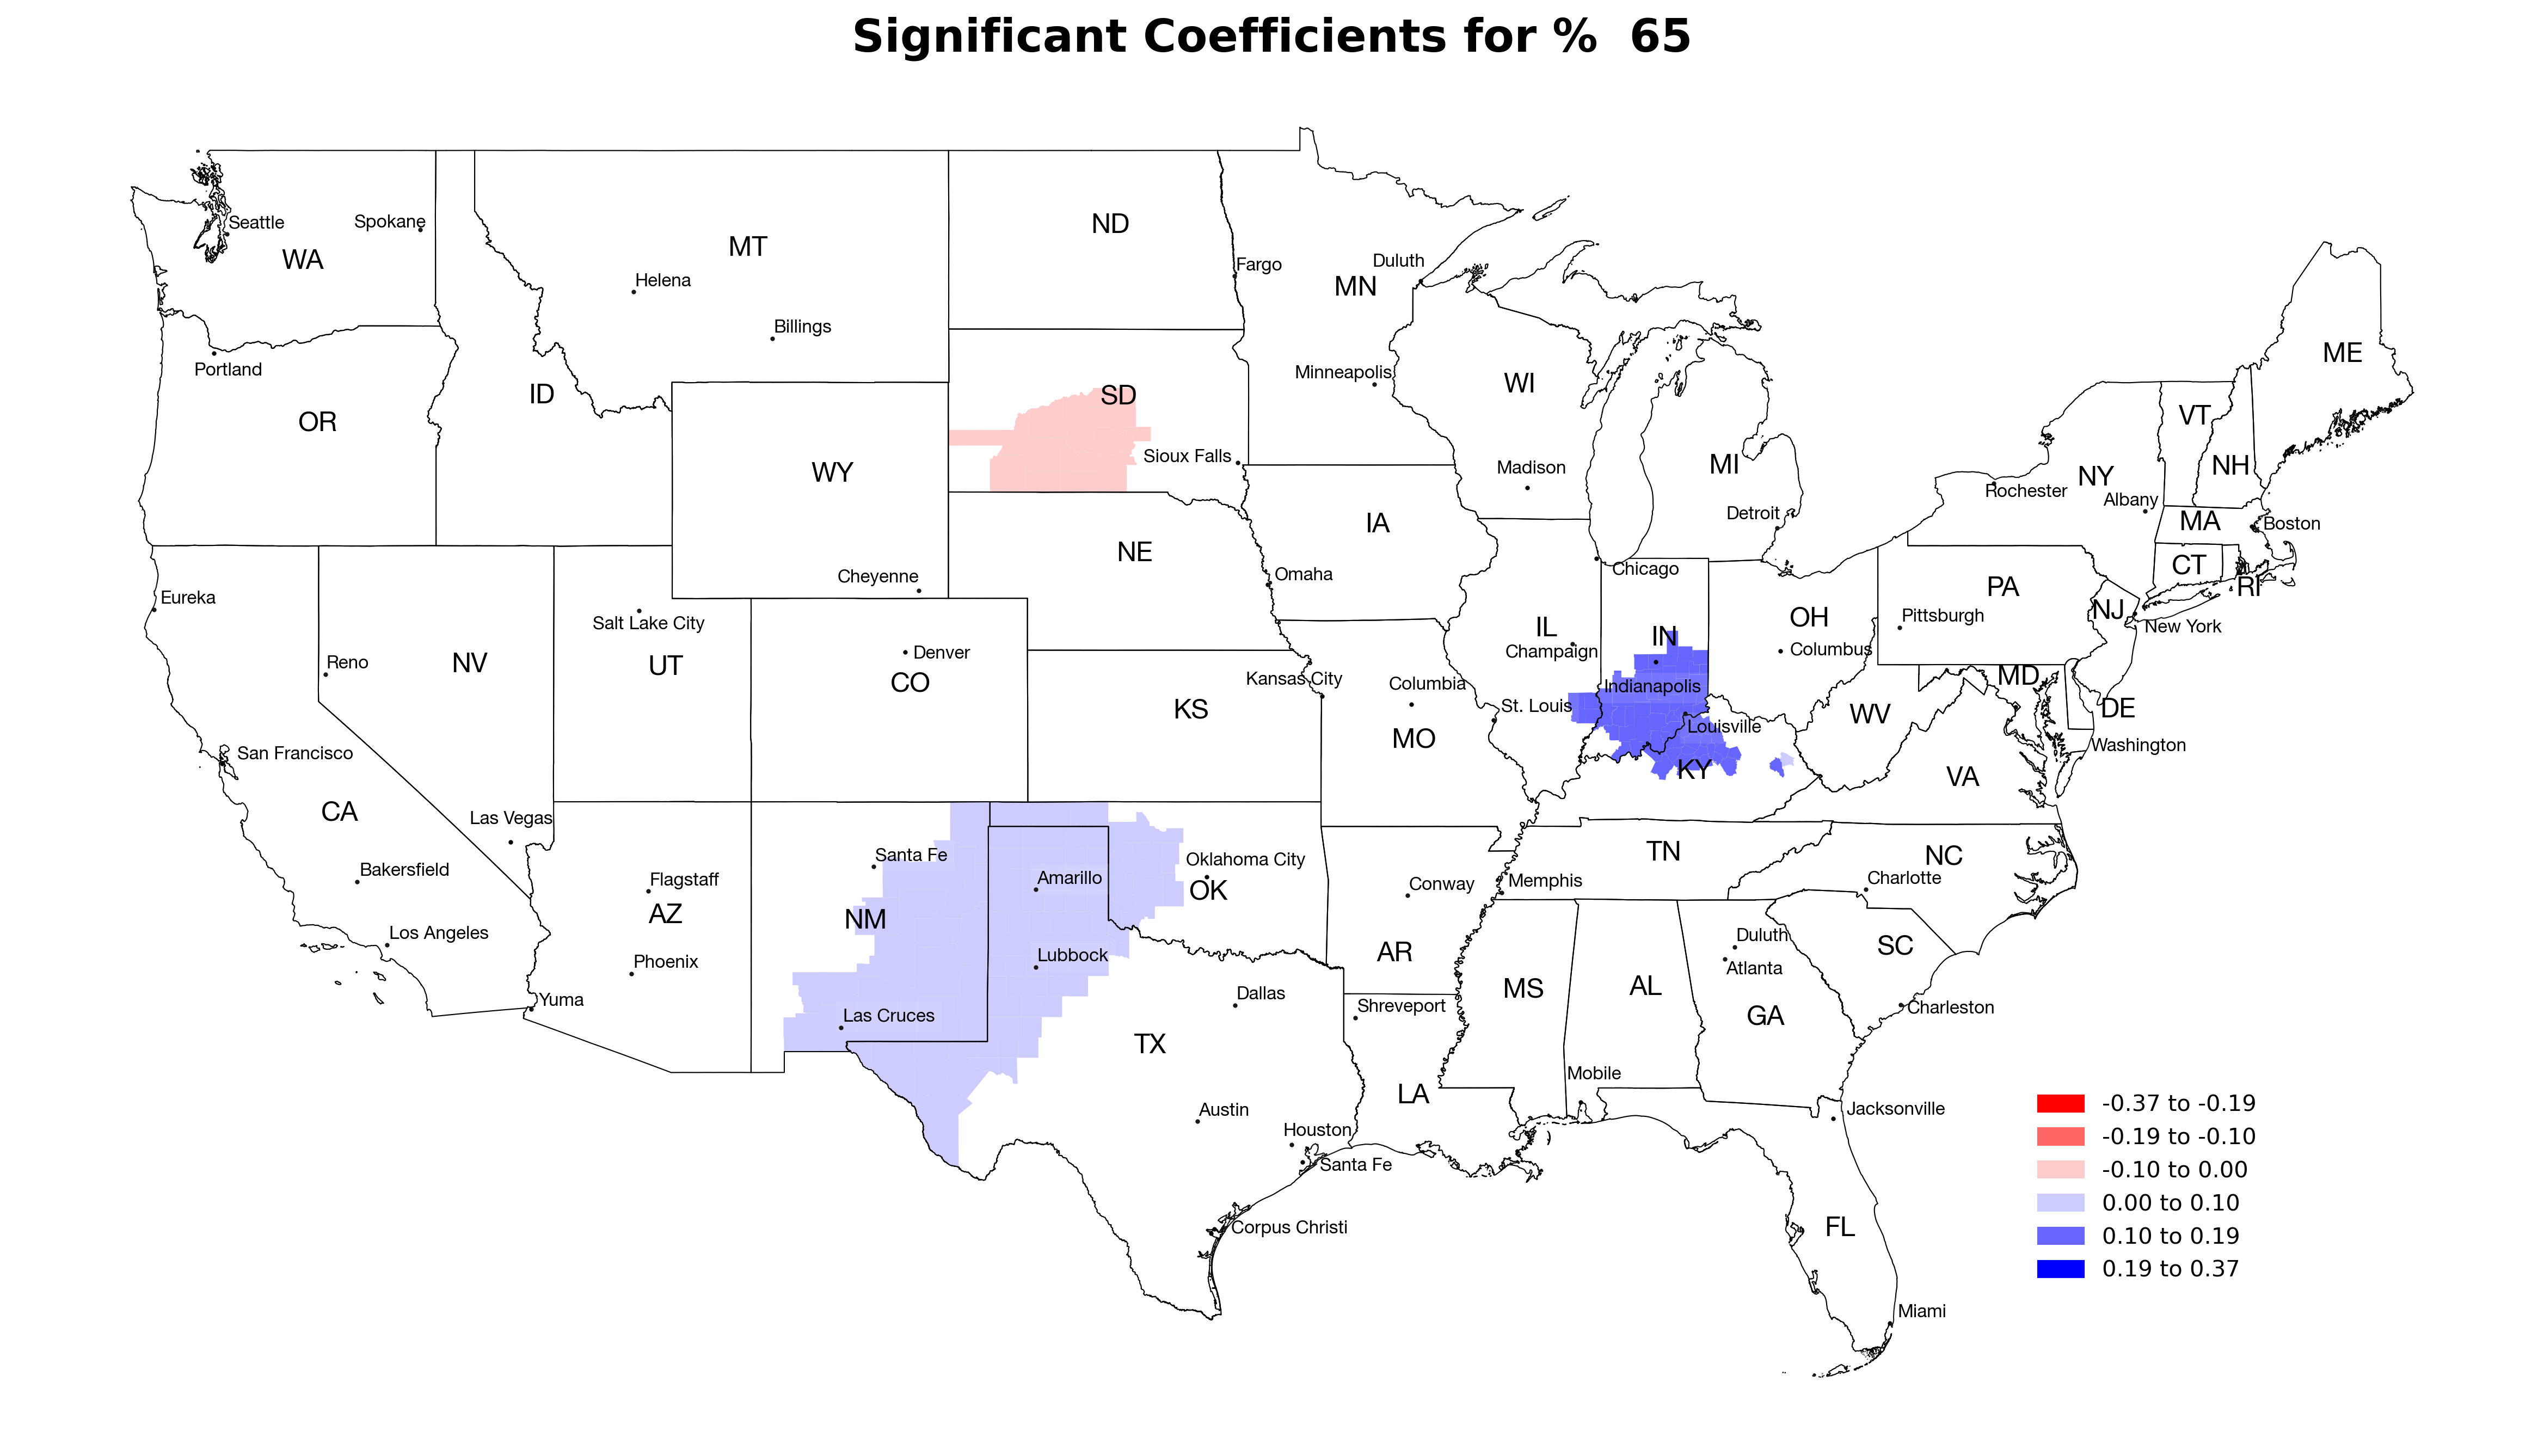 Significant Coefficients for %  65
Seattle
Spokane
WA
MT
Helena
Billings
ND
Fargo
Duluth
MN
Portland
OR
ID
WY
SD
Sioux Falls
Minneapolis
WI
Madison
MI
Detroit
ME
VT
NH
NY
Rochester
Albany
MA
Boston
CT
RI
Eureka
Reno
NV
Salt Lake City
UT
Cheyenne
Denver
CO
NE
Omaha
IA
KS
Kansas City
Columbia
MO
St. Louis
IL
Champaign
Chicago
IN
Indianapolis
OH
Columbus
PA
Pittsburgh
NJ
New York
MD
DE
Washington
WV
VA
Louisville
KY
San Francisco
CA
Las Vegas
Bakersfield
Los Angeles
Flagstaff
AZ
Phoenix
Yuma
Santa Fe
NM
Las Cruces
Amarillo
Lubbock
Oklahoma City
OK
Dallas
TX
Austin
Houston
Santa Fe
Corpus Christi
Conway
AR
Memphis
TN
Shreveport
LA
MS
AL
Mobile
Duluth
Atlanta
GA
NC
Charlotte
SC
Charleston
Jacksonville
FL
Miami
-0.37 to -0.19
-0.19 to -0.10
-0.10 to 0.00
0.00 to 0.10
0.10 to 0.19
0.19 to 0.37